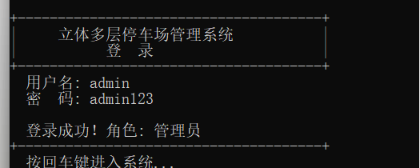 立体多层停车场管理系统
登 录
用户名: admin
密 码: admin123
登录成功! 角色: 管理员
按回车键进入系统...